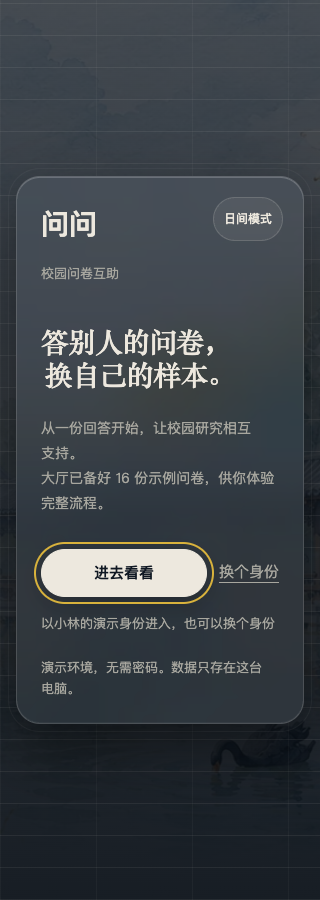 问问
日间模式
校园问卷互助
答别人的问卷，
换自己的样本。
从一份回答开始，让校园研究相互
支持。
大厅已备好 16 份示例问卷，供你体验
完整流程。
进去看看
换个身份
以小林的演示身份进入，也可以换个身份
演示环境，无需密码。数据只存在这台
电脑。